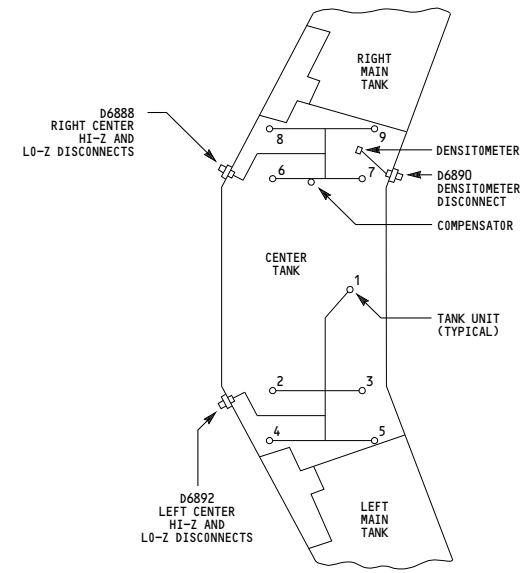 RIGHT
MAIN
TANK
D6888
RIGHT CENTER
HI-Z AND
LO-Z DISCONNECTS
8
9
DENSITOMETER
6
7
D6890
DENSITOMETER
DISCONNECT
COMPENSATOR
CENTER
TANK
1
TANK UNIT
(TYPICAL)
2
3
4
5
D6892
LEFT CENTER
HI-Z AND
LO-Z DISCONNECTS
LEFT
MAIN
TANK